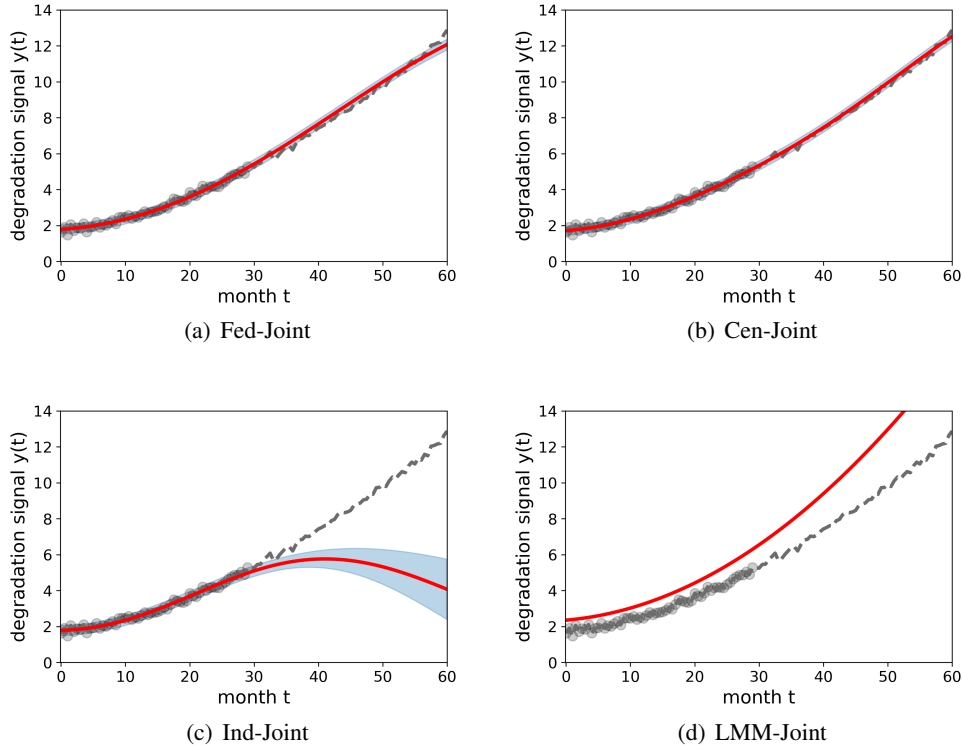 14
12
10
8
6
4
2
0
degradation signal y(t)
0 10 20 30 40 50 60
month t
(a) Fed-Joint
14
12
10
8
6
4
2
0
degradation signal y(t)
0 10 20 30 40 50 60
month t
(b) Cen-Joint
14
12
10
8
6
4
2
0
degradation signal y(t)
0 10 20 30 40 50 60
month t
(c) Ind-Joint
14
12
10
8
6
4
2
0
degradation signal y(t)
0 10 20 30 40 50 60
month t
(d) LMM-Joint